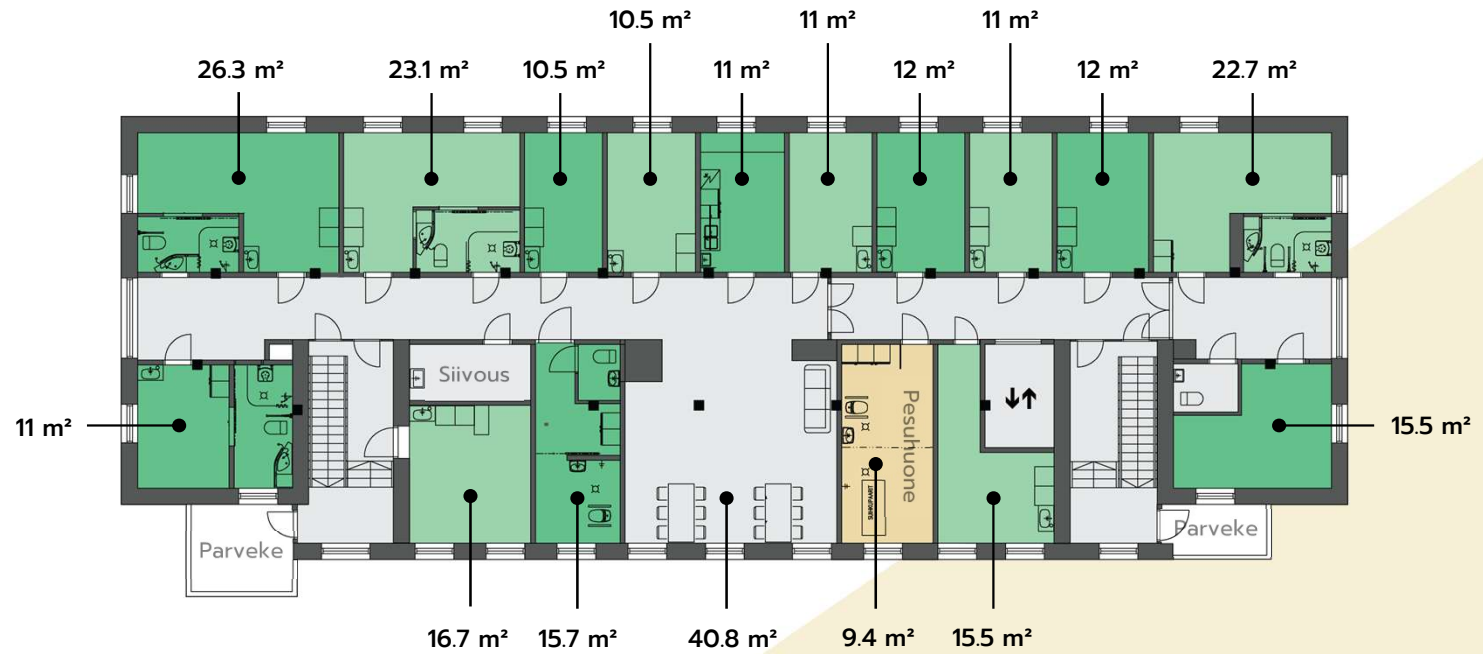 10.5 m²
11 m²
11 m²
26.3 m²
23.1 m²
10.5 m²
11 m²
12 m²
12 m²
22.7 m²
Siivous
Pesuhuone
SUIHKUPAARIT
11 m²
15.5 m²
Parveke
Parveke
16.7 m²
15.7 m²
40.8 m²
9.4 m²
15.5 m²